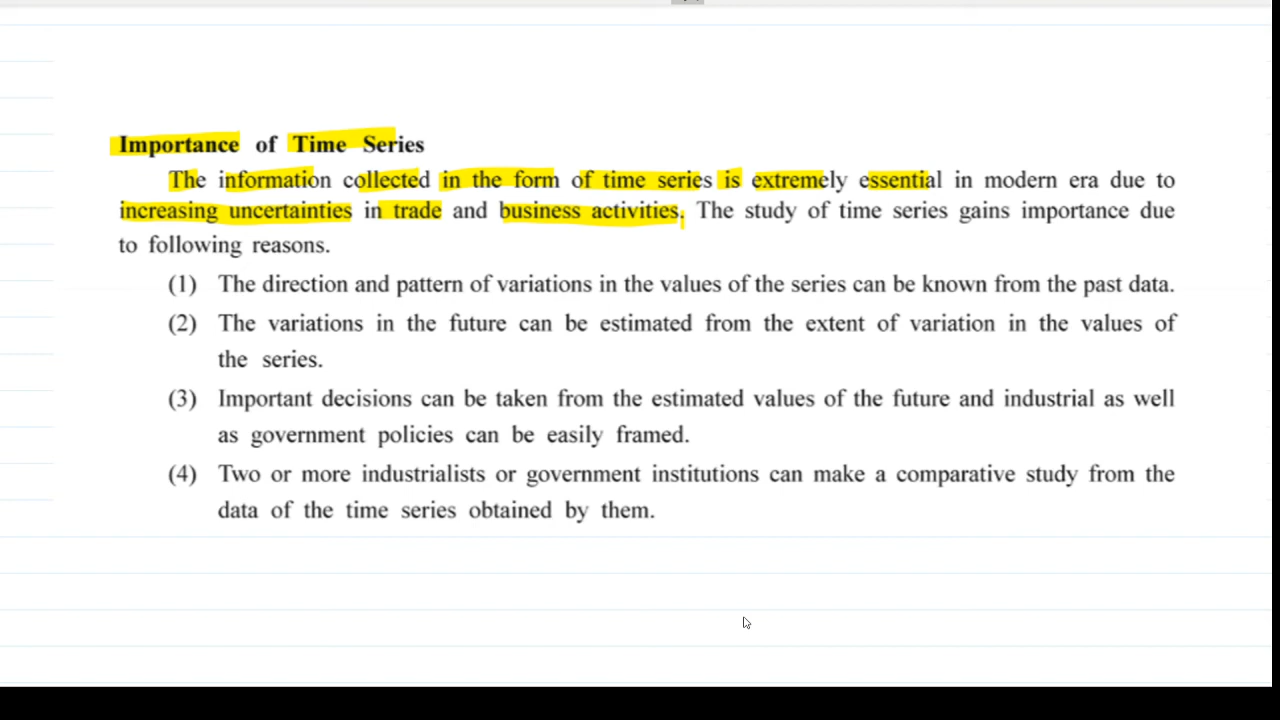 Importance of Time Series
The information collected in the form of time series is extremely essential in modern era due to
increasing uncertainties in trade and business activities. The study of time series gains importance due
to following reasons.
(1) The direction and pattern of variations in the values of the series can be known from the past data.
(2) The variations in the future can be estimated from the extent of variation in the values of
the series.
(3) Important decisions can be taken from the estimated values of the future and industrial as well
as government policies can be easily framed.
(4) Two or more industrialists or government institutions can make a comparative study from the
data of the time series obtained by them.